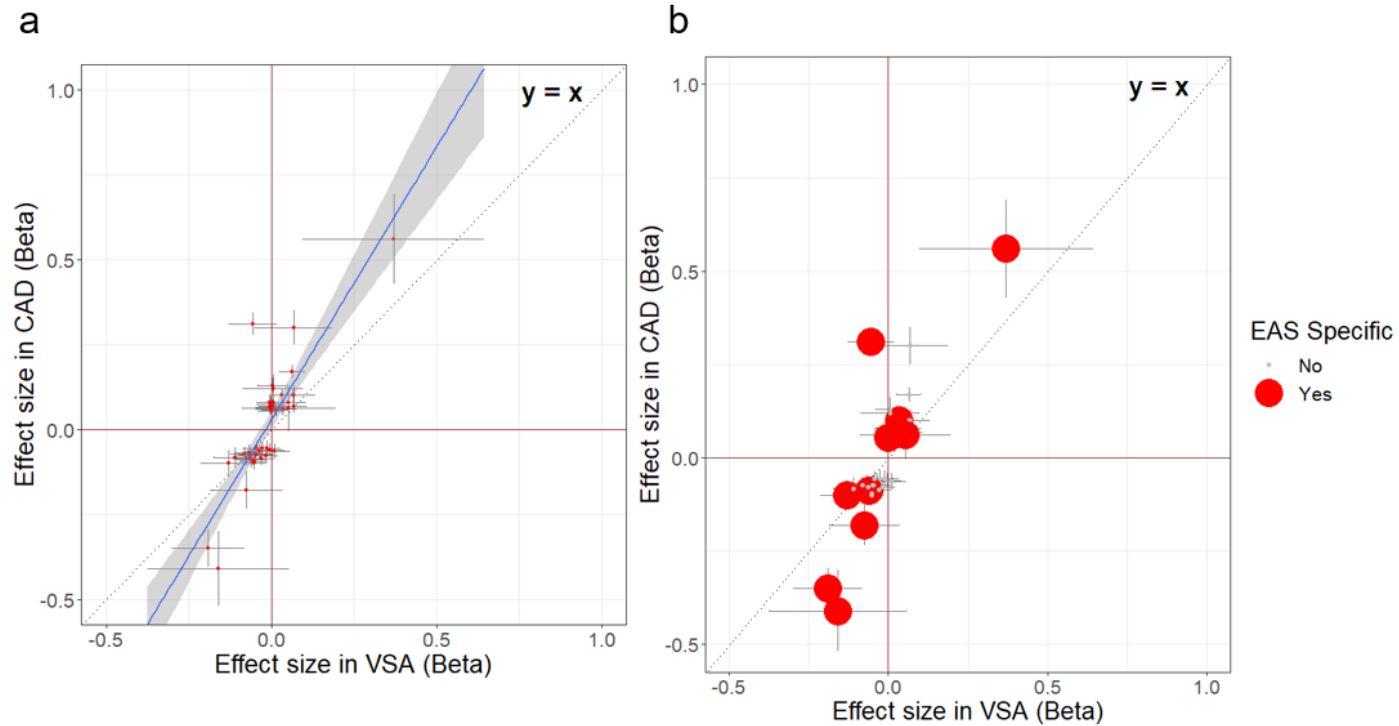 a
y = x
1.0
0.5
0.0
-0.5
-0.5
0.0
0.5
1.0
Effect size in CAD (Beta)
Effect size in VSA (Beta)
b
y = x
1.0
0.5
0.0
-0.5
-0.5
0.0
0.5
1.0
Effect size in CAD (Beta)
Effect size in VSA (Beta)
EAS Specific
No
Yes